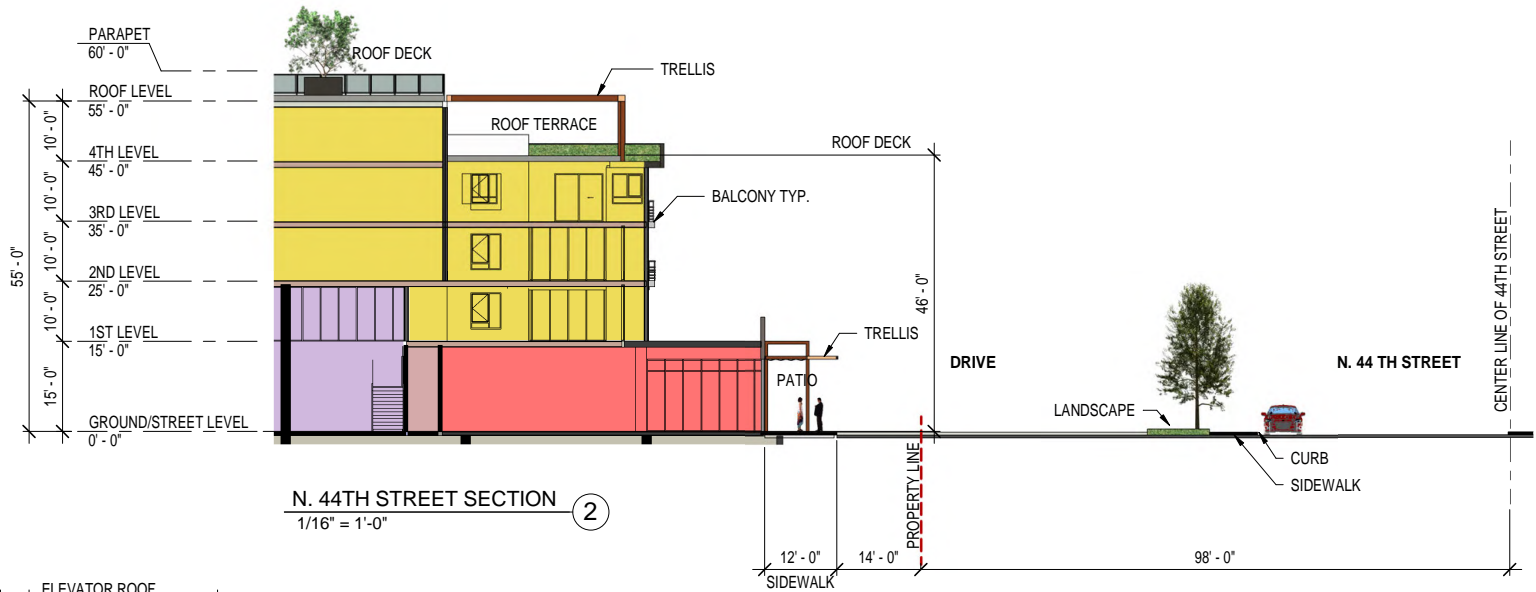 PARAPET
60' - 0"
ROOF DECK
TRELLIS
ROOF LEVEL
55' - 0"
ROOF TERRACE
10' - 0"
ROOF DECK
4TH LEVEL
45' - 0"
10' - 0"
BALCONY TYP.
3RD LEVEL
35' - 0"
55' - 0"
10' - 0"
2ND LEVEL
25' - 0"
46' - 0"
CENTER LINE OF 44TH STREET
10' - 0"
1ST LEVEL
15' - 0"
TRELLIS
DRIVE
N. 44 TH STREET
PATIO
15' - 0"
LANDSCAPE
GROUND/STREET LEVEL
0' - 0"
CURB
SIDEWALK
PROPERTY LINE
N. 44TH STREET SECTION
2
1/16" = 1'-0"
12' - 0"
14' - 0"
98' - 0"
SIDEWALK
ELEVATOR ROOF